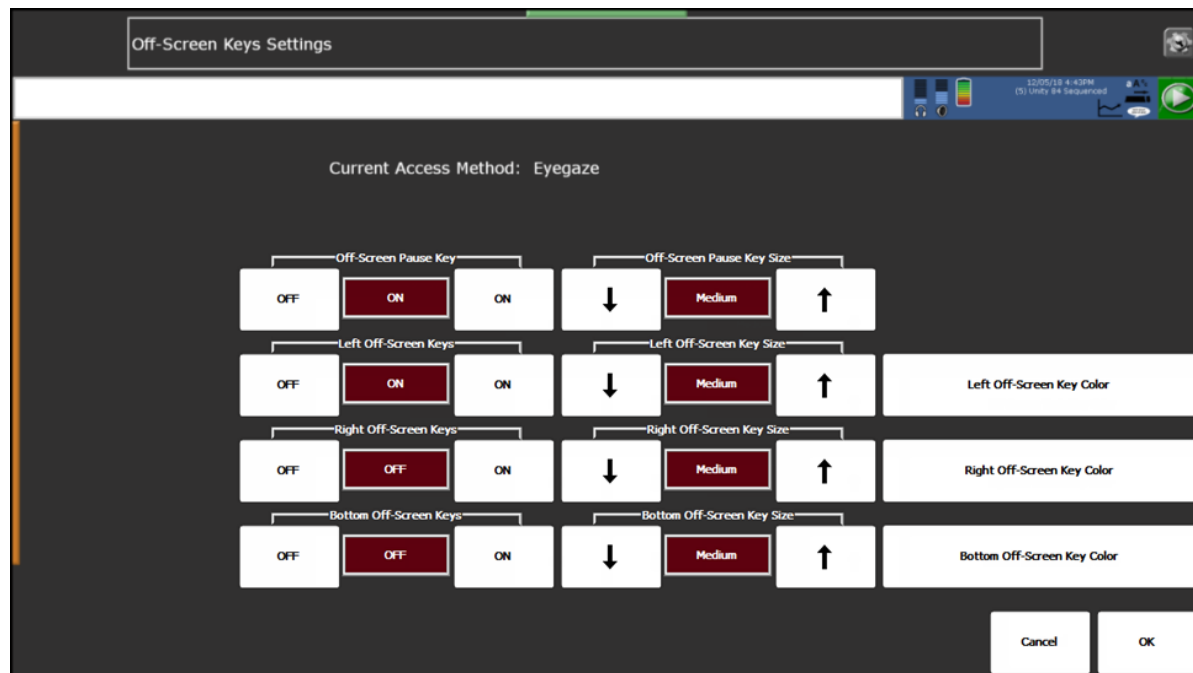 Off-Screen Keys Settings
12/05/18 4:43PM
(5) Unity 84 Sequenced
Current Access Method: Eyegaze
Off-Screen Pause Key Off-Screen Pause Key Size
OFF ON ON Medium
Left Off-Screen Keys Left Off-Screen Key Size
OFF ON ON Medium Left Off-Screen Key Color
Right Off-Screen Keys Right Off-Screen Key Size
OFF OFF ON Medium Right Off-Screen Key Color
Bottom Off-Screen Keys Bottom Off-Screen Key Size
OFF OFF ON Medium Bottom Off-Screen Key Color
Cancel OK